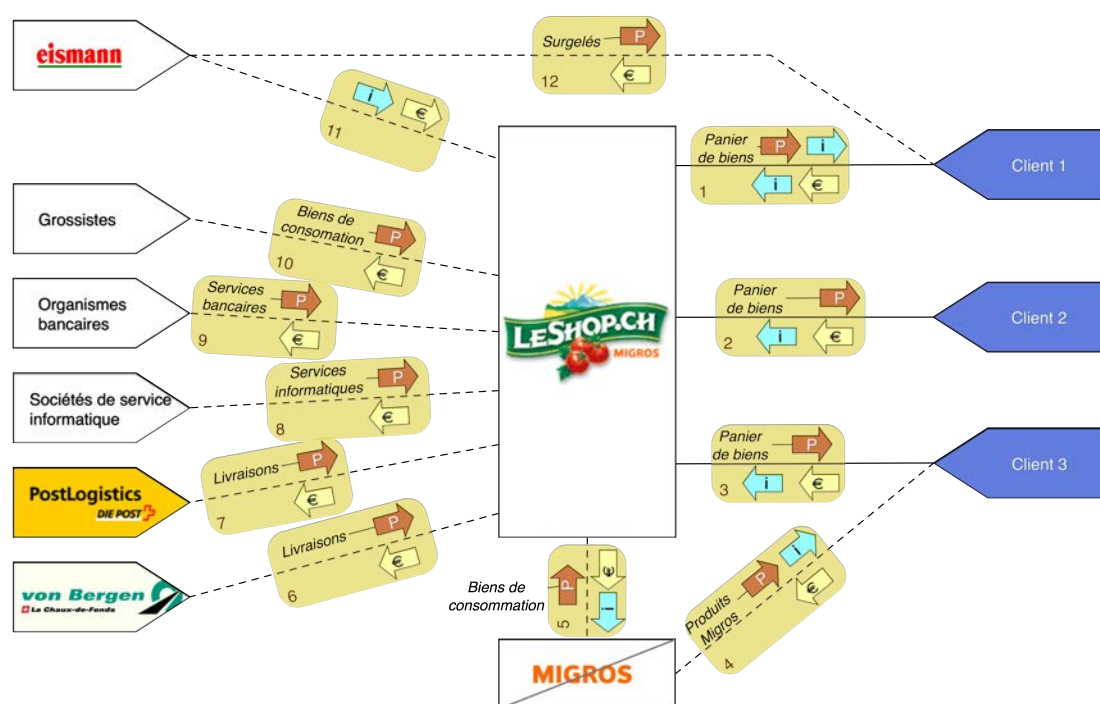 eismann
Surgelés
P
€
12
i
€
11
Panier
de biens
P
i
i
€
1
Client 1
Grossistes
Biens de
consomation
P
€
10
Organismes
bancaires
Services
bancaires
P
€
9
LESHOP.CH
MIGROS
Panier
de biens
P
i
€
2
Client 2
Sociétés de service
informatique
Services
informatiques
P
€
8
Panier
de biens
P
i
€
3
Client 3
PostLogistics
DIE POST
Livraisons
P
€
7
von Bergen
La Chaux-de-Fonds
Livraisons
P
€
6
Biens de
consommation
P
€
i
5
Produits
Migros
P
i
€
4
MIGROS